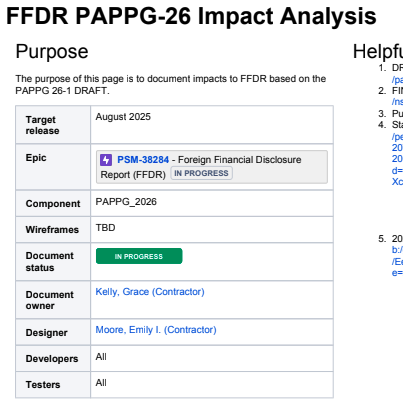 FFDR PAPPG-26 Impact Analysis
Purpose
The purpose of this page is to document impacts to FFDR based on the
PAPPG 26-1 DRAFT.
Target release
August 2025
Epic
PSM-38284 - Foreign Financial Disclosure
Report (FFDR) IN PROGRESS
Component
PAPPG_2026
Wireframes
TBD
Document status
IN PROGRESS
Document owner
Kelly, Grace (Contractor)
Designer
Moore, Emily I. (Contractor)
Developers
All
Testers
All
1. DR
/pa
2. FIN
/ns
3. Pu
4. Sta
/pe
20
20
d=
Xc
5. 20
b:/
/Ee
e=